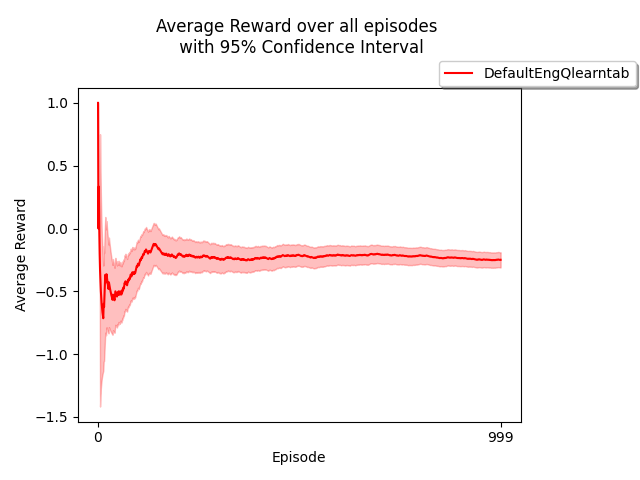 Average Reward over all episodes
with 95% Confidence Interval
DefaultEngQlearntab
1.0
0.5
0.0
−0.5
−1.0
−1.5
Average Reward
0
999
Episode